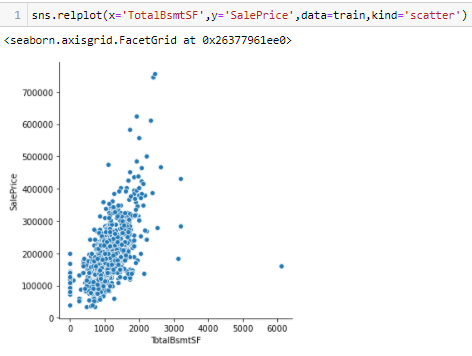 1 sns.relplot(x='TotalBsmtSF',y='SalePrice',data=train,kind='scatter')
<seaborn.axisgrid.FacetGrid at 0x26377961ee0>
700000
600000
500000
400000
300000
200000
100000
0
SalePrice
0 1000 2000 3000 4000 5000 6000
TotalBsmtSF